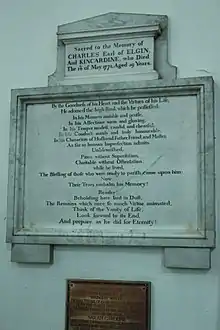 Sacred to the Memory of
CHARLES Earl of ELGIN,
AND KINCARDINE, who Died
The 14 of May 1771, Aged 39 Years.
By the Goodness of his Heart, and the Virtues of his Life,
He adorned the high Rank which he possessed.
In his Manners amiable and gentle,
In his Affections warm and glowing,
In his Temper modest, candid, and chearful,
In his Conduct manly, and truly honourable,
In his Characters of Husband, Father, Friend, and Master,
As far as human Imperfection admits
Unblemished.
Pious without Superstition,
Charitable without Ostentation
while he lived,
The Blessing of those who were ready to perish came upon him.
Now
Their Tears embalm his Memory!
Reader!
Beholding here laid in Dust,
The Remains which once so much Virtue animated,
Think of the Vanity of Life,
Look forward to its End,
And prepare as he did for Eternity!